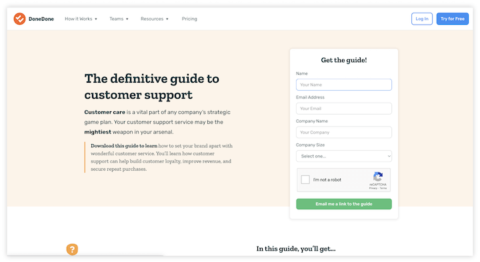 DoneDone
How it Works
Teams
Resources
Pricing
Log In
Try for Free
The definitive guide to
customer support
Customer care is a vital part of any company's strategic
game plan. Your customer support service may be the
mightiest weapon in your arsenal.
Download this guide to learn how to set your brand apart with
wonderful customer service. You'll learn how customer
support can help build customer loyalty, improve revenue, and
secure repeat purchases.
Get the guide!
Name
Your Name
Email Address
Your Email
Company Name
Your Company
Company Size
Select one...
I'm not a robot
reCAPTCHA
Privacy - Terms
Email me a link to the guide
?
In this guide, you'll get...